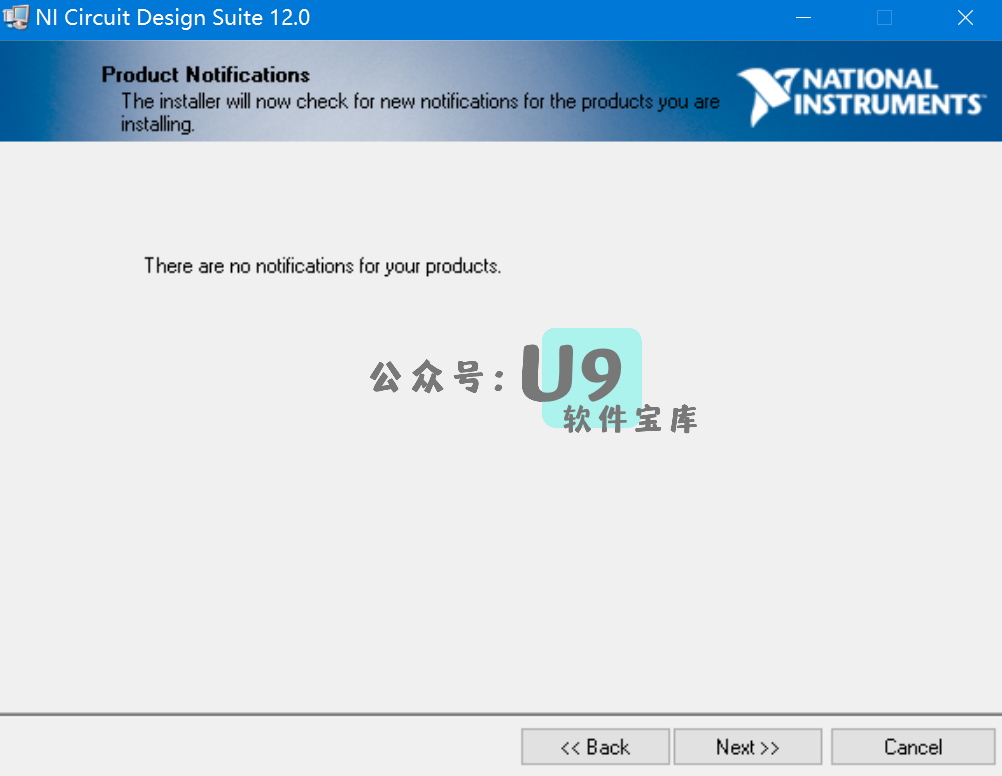 NI Circuit Design Suite 12.0
Product Notifications
The installer will now check for new notifications for the products you are
installing.
NATIONAL
INSTRUMENTS™
There are no notifications for your products.
公众号：U9
软件宝库
<< Back
Next >>
Cancel